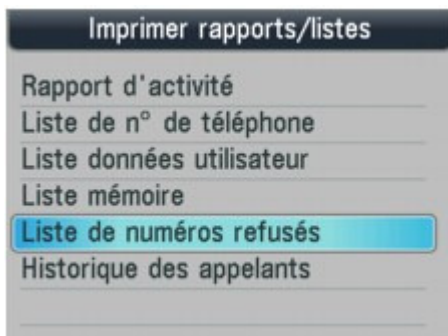 Imprimer rapports/listes
Rapport d'activité
Liste de n° de téléphone
Liste données utilisateur
Liste mémoire
Liste de numéros refusés
Historique des appelants